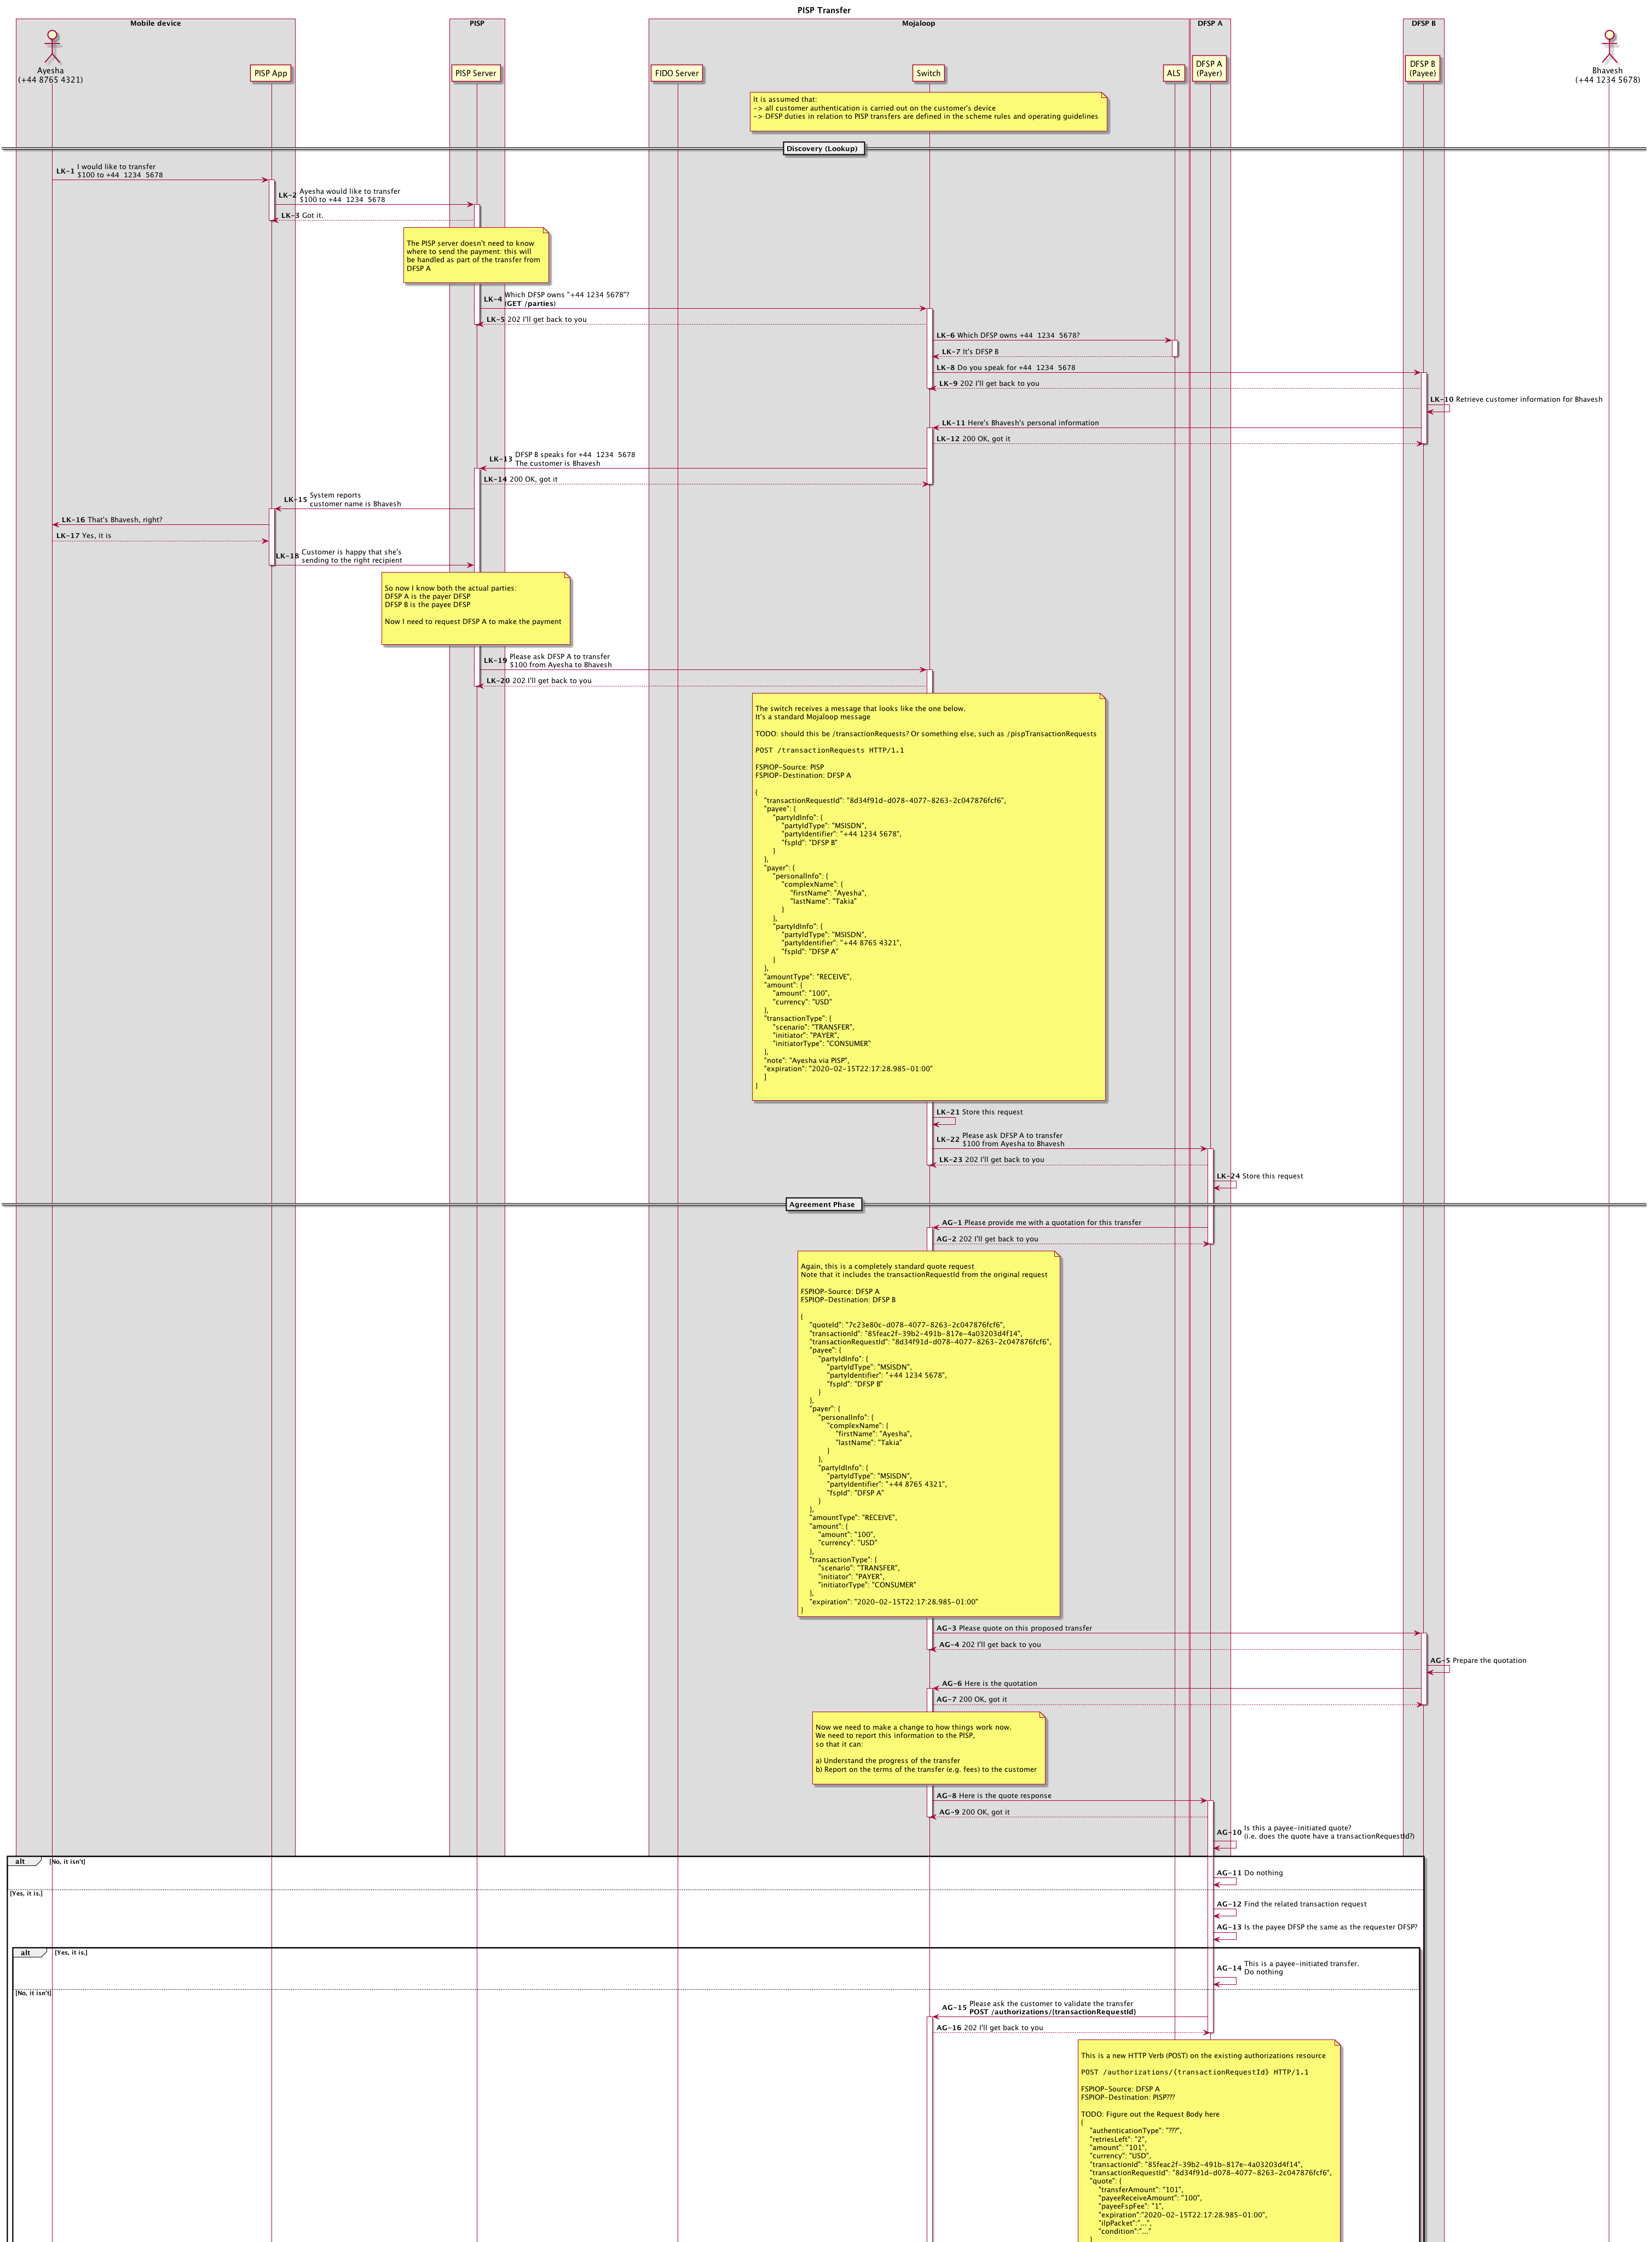 PISP Transfer
Mobile device
PISP
Mojaloop
DFSP A
DFSP B
Ayesha
(+44 8765 4321)
PISP App
PISP Server
FIDO Server
Switch
ALS
DFSP A
(Payer)
DFSP B
(Payee)
Bhavesh
(+44 1234 5678)
It is assumed that:
-> all customer authentication is carried out on the customer's device
-> DFSP duties in relation to PISP transfers are defined in the scheme rules and operating guidelines
Discovery (Lookup)
LK-1 I would like to transfer
$100 to +44 1234 5678
LK-2 Ayesha would like to transfer
$100 to +44 1234 5678
LK-3 Got it.
The PISP server doesn't need to know
where to send the payment: this will
be handled as part of the transfer from
DFSP A
LK-4 Which DFSP owns "+44 1234 5678"?
(GET /parties)
LK-5 202 I'll get back to you
LK-6 Which DFSP owns +44 1234 5678?
LK-7 It's DFSP B
LK-8 Do you speak for +44 1234 5678
LK-9 202 I'll get back to you
LK-10 Retrieve customer information for Bhavesh
LK-11 Here's Bhavesh's personal information
LK-12 200 OK, got it
LK-13 DFSP B speaks for +44 1234 5678
The customer is Bhavesh
LK-14 200 OK, got it
LK-15 System reports
customer name is Bhavesh
LK-16 That's Bhavesh, right?
LK-17 Yes, it is
LK-18 Customer is happy that she's
sending to the right recipient
So now I know both the actual parties:
DFSP A is the payer DFSP
DFSP B is the payee DFSP
Now I need to request DFSP A to make the payment
LK-19 Please ask DFSP A to transfer
$100 from Ayesha to Bhavesh
LK-20 202 I'll get back to you
The switch receives a message that looks like the one below.
It's a standard Mojaloop message
TODO: should this be /transactionRequests? Or something else, such as /pispTransactionRequests
POST /transactionRequests HTTP/1.1
FSPIOP-Source: PISP
FSPIOP-Destination: DFSP A
{
"transactionRequestId": "8d34f91d-d078-4077-8263-2c047876fcf6",
"payee": {
"partyIdInfo": {
"partyIdType": "MSISDN",
"partyIdentifier": "+44 1234 5678",
"fspId": "DFSP B"
}
},
"payer": {
"personalInfo": {
"complexName": {
"firstName": "Ayesha",
"lastName": "Takia"
}
},
"partyIdInfo": {
"partyIdType": "MSISDN",
"partyIdentifier": "+44 8765 4321",
"fspId": "DFSP A"
}
},
"amountType": "RECEIVE",
"amount": {
"amount": "100",
"currency": "USD"
},
"transactionType": {
"scenario": "TRANSFER",
"initiator": "PAYER",
"initiatorType": "CONSUMER"
},
"note": "Ayesha via PISP",
"expiration": "2020-02-15T22:17:28.985-01:00"
}
}
LK-21 Store this request
LK-22 Please ask DFSP A to transfer
$100 from Ayesha to Bhavesh
LK-23 202 I'll get back to you
LK-24 Store this request
Agreement Phase
AG-1 Please provide me with a quotation for this transfer
AG-2 202 I'll get back to you
Again, this is a completely standard quote request
Note that it includes the transactionRequestId from the original request
FSPIOP-Source: DFSP A
FSPIOP-Destination: DFSP B
{
"quoteId": "7c23e80c-d078-4077-8263-2c047876fcf6",
"transactionId": "85feac2f-39b2-491b-817e-4a03203d4f14",
"transactionRequestId": "8d34f91d-d078-4077-8263-2c047876fcf6",
"payee": {
"partyIdInfo": {
"partyIdType": "MSISDN",
"partyIdentifier": "+44 1234 5678",
"fspId": "DFSP B"
}
},
"payer": {
"personalInfo": {
"complexName": {
"firstName": "Ayesha",
"lastName": "Takia"
}
},
"partyIdInfo": {
"partyIdType": "MSISDN",
"partyIdentifier": "+44 8765 4321",
"fspId": "DFSP A"
}
},
"amountType": "RECEIVE",
"amount": {
"amount": "100",
"currency": "USD"
},
"transactionType": {
"scenario": "TRANSFER",
"initiator": "PAYER",
"initiatorType": "CONSUMER"
},
"expiration": "2020-02-15T22:17:28.985-01:00"
}
AG-3 Please quote on this proposed transfer
AG-4 202 I'll get back to you
AG-5 Prepare the quotation
AG-6 Here is the quotation
AG-7 200 OK, got it
Now we need to make a change to how things work now.
We need to report this information to the PISP,
so that it can:
a) Understand the progress of the transfer
b) Report on the terms of the transfer (e.g. fees) to the customer
AG-8 Here is the quote response
AG-9 200 OK, got it
AG-10 Is this a payee-initiated quote?
(i.e. does the quote have a transactionRequestId?)
alt [No, it isn't]
AG-11 Do nothing
[Yes, it is.]
AG-12 Find the related transaction request
AG-13 Is the payee DFSP the same as the requester DFSP?
alt [Yes, it is.]
AG-14 This is a payee-initiated transfer.
Do nothing
[No, it isn't]
AG-15 Please ask the customer to validate the transfer
POST /authorizations/{transactionRequestId}
AG-16 202 I'll get back to you
This is a new HTTP Verb (POST) on the existing authorizations resource
POST /authorizations/{transactionRequestId} HTTP/1.1
FSPIOP-Source: DFSP A
FSPIOP-Destination: PISP???
TODO: Figure out the Request Body here
{
"authenticationType": "???",
"retriesLeft": "2",
"amount": "101",
"currency": "USD",
"transactionId": "85feac2f-39b2-491b-817e-4a03203d4f14",
"transactionRequestId": "8d34f91d-d078-4077-8263-2c047876fcf6",
"quote": {
"transferAmount": "101",
"payeeReceiveAmount": "100",
"payeeFspFee": "1",
"expiration":"2020-02-15T22:17:28.985-01:00",
"ilpPacket":"...",
"condition":"..."
}